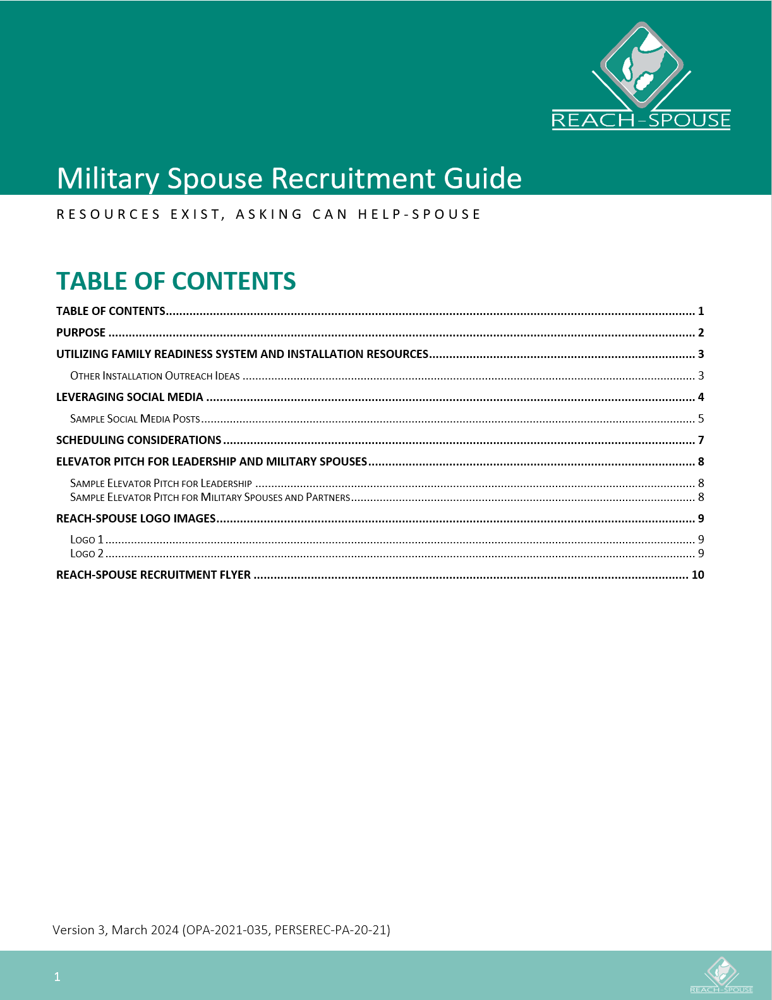 REACH-SPOUSE
Military Spouse Recruitment Guide
RESOURCES EXIST, ASKING CAN HELP-SPOUSE
TABLE OF CONTENTS
TABLE OF CONTENTS 1
PURPOSE 2
UTILIZING FAMILY READINESS SYSTEM AND INSTALLATION RESOURCES 3
OTHER INSTALLATION OUTREACH IDEAS 3
LEVERAGING SOCIAL MEDIA 4
SAMPLE SOCIAL MEDIA POSTS 5
SCHEDULING CONSIDERATIONS 7
ELEVATOR PITCH FOR LEADERSHIP AND MILITARY SPOUSES 8
SAMPLE ELEVATOR PITCH FOR LEADERSHIP 8
SAMPLE ELEVATOR PITCH FOR MILITARY SPOUSES AND PARTNERS 8
REACH-SPOUSE LOGO IMAGES 9
LOGO 1 9
LOGO 2 9
REACH-SPOUSE RECRUITMENT FLYER 10
Version 3, March 2024 (OPA-2021-035, PERSEREC-PA-20-21)
1
REACH-SPOUSE